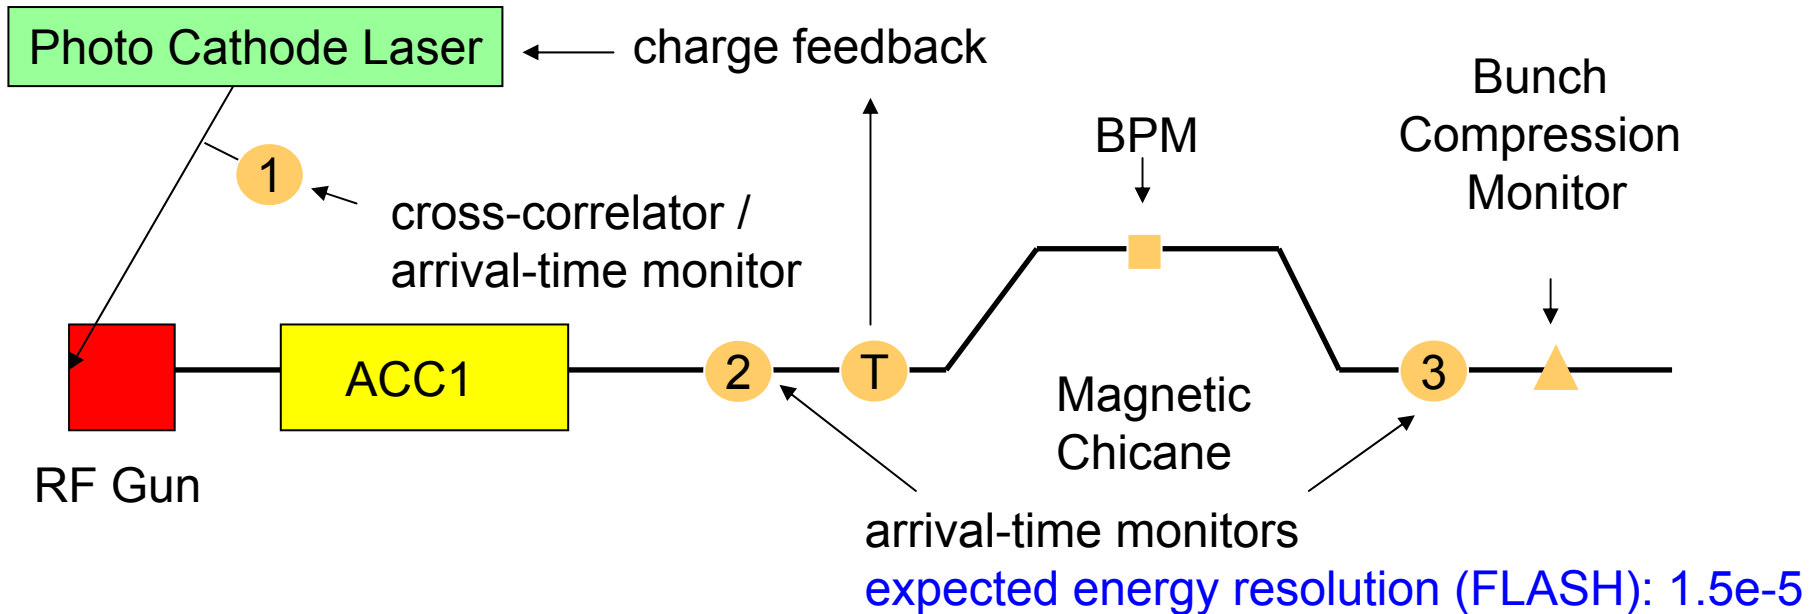 Photo Cathode Laser
charge feedback
Bunch
Compression
Monitor
BPM
1
cross-correlator /
arrival-time monitor
ACC1
2
T
3
Magnetic
Chicane
RF Gun
arrival-time monitors
expected energy resolution (FLASH): 1.5e-5